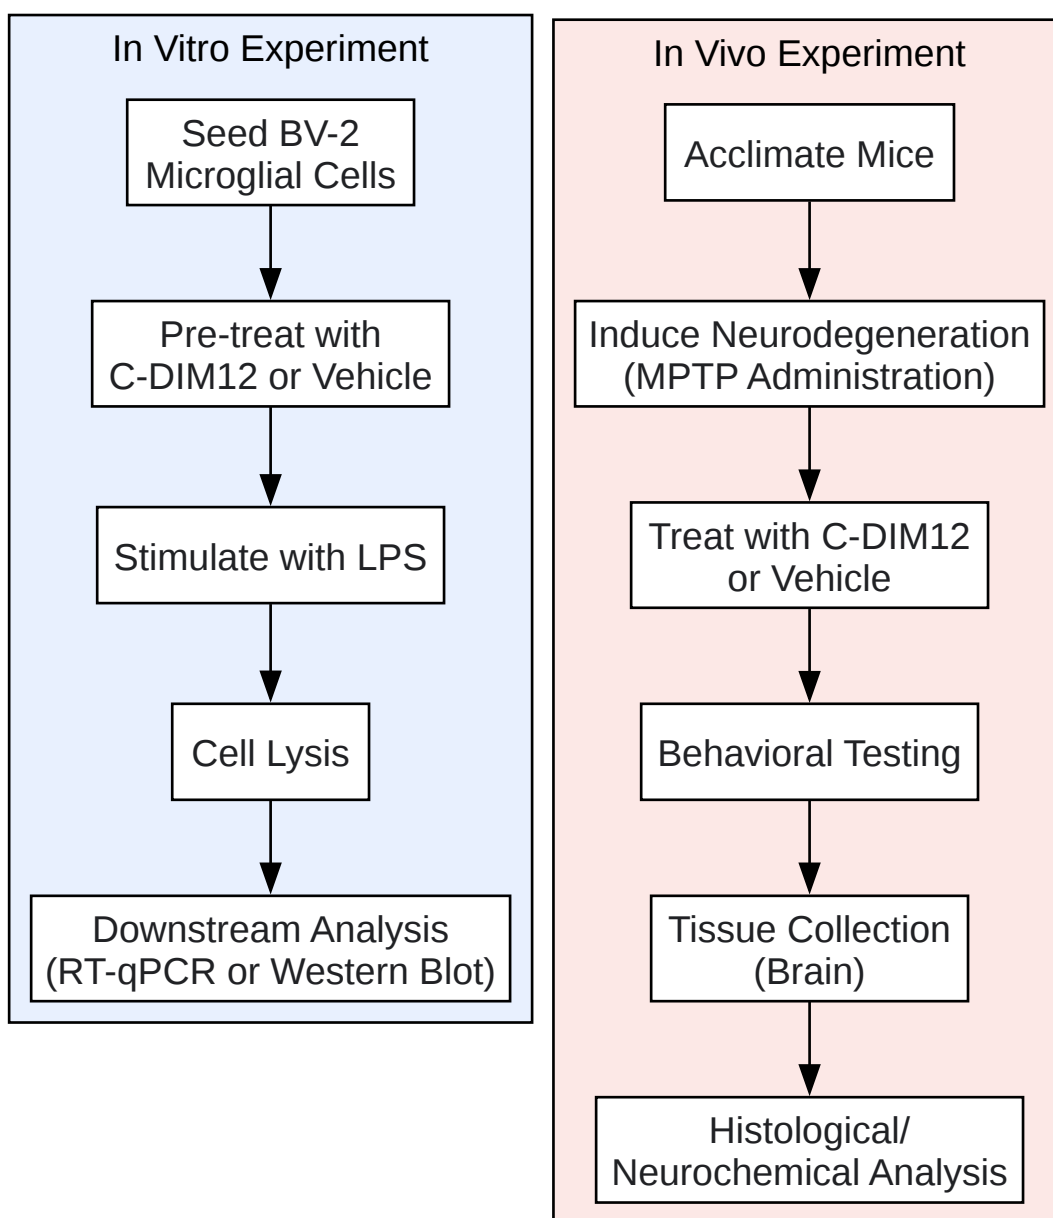 In Vitro Experiment
Seed BV-2
Microglial Cells
Pre-treat with
C-DIM12 or Vehicle
Stimulate with LPS
Cell Lysis
Downstream Analysis
(RT-qPCR or Western Blot)
In Vivo Experiment
Acclimate Mice
Induce Neurodegeneration
(MPTP Administration)
Treat with C-DIM12
or Vehicle
Behavioral Testing
Tissue Collection
(Brain)
Histological/
Neurochemical Analysis